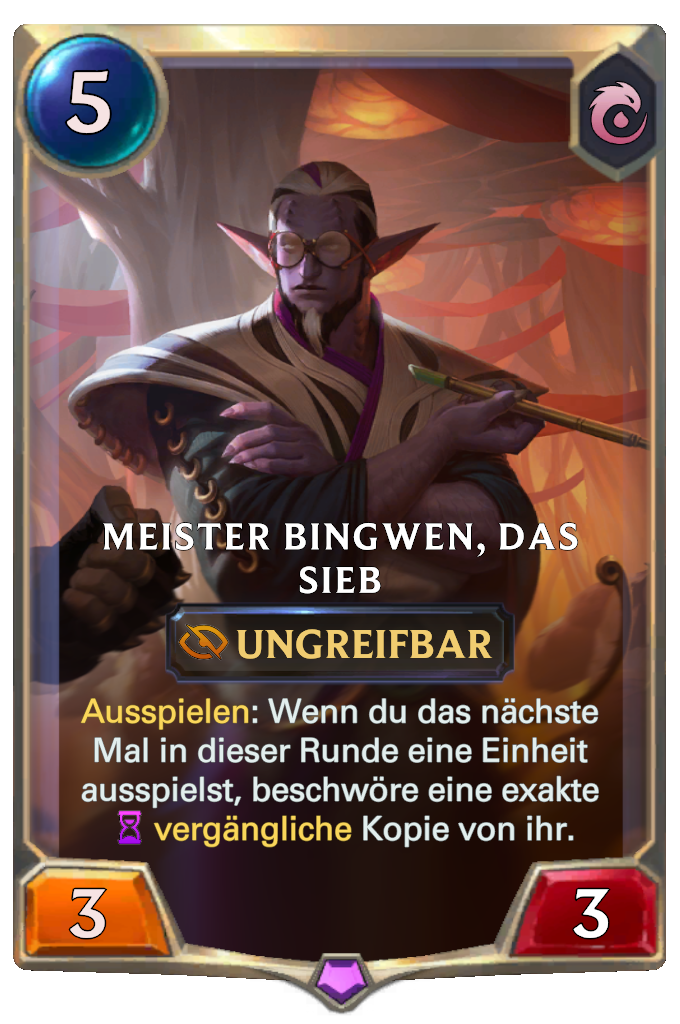 5
MEISTER BINGWEN, DAS
SIEB
UNGREIFBAR
Ausspielen: Wenn du das nächste
Mal in dieser Runde eine Einheit
ausspielst, beschwöre eine exakte
vergängliche Kopie von ihr.
3
3